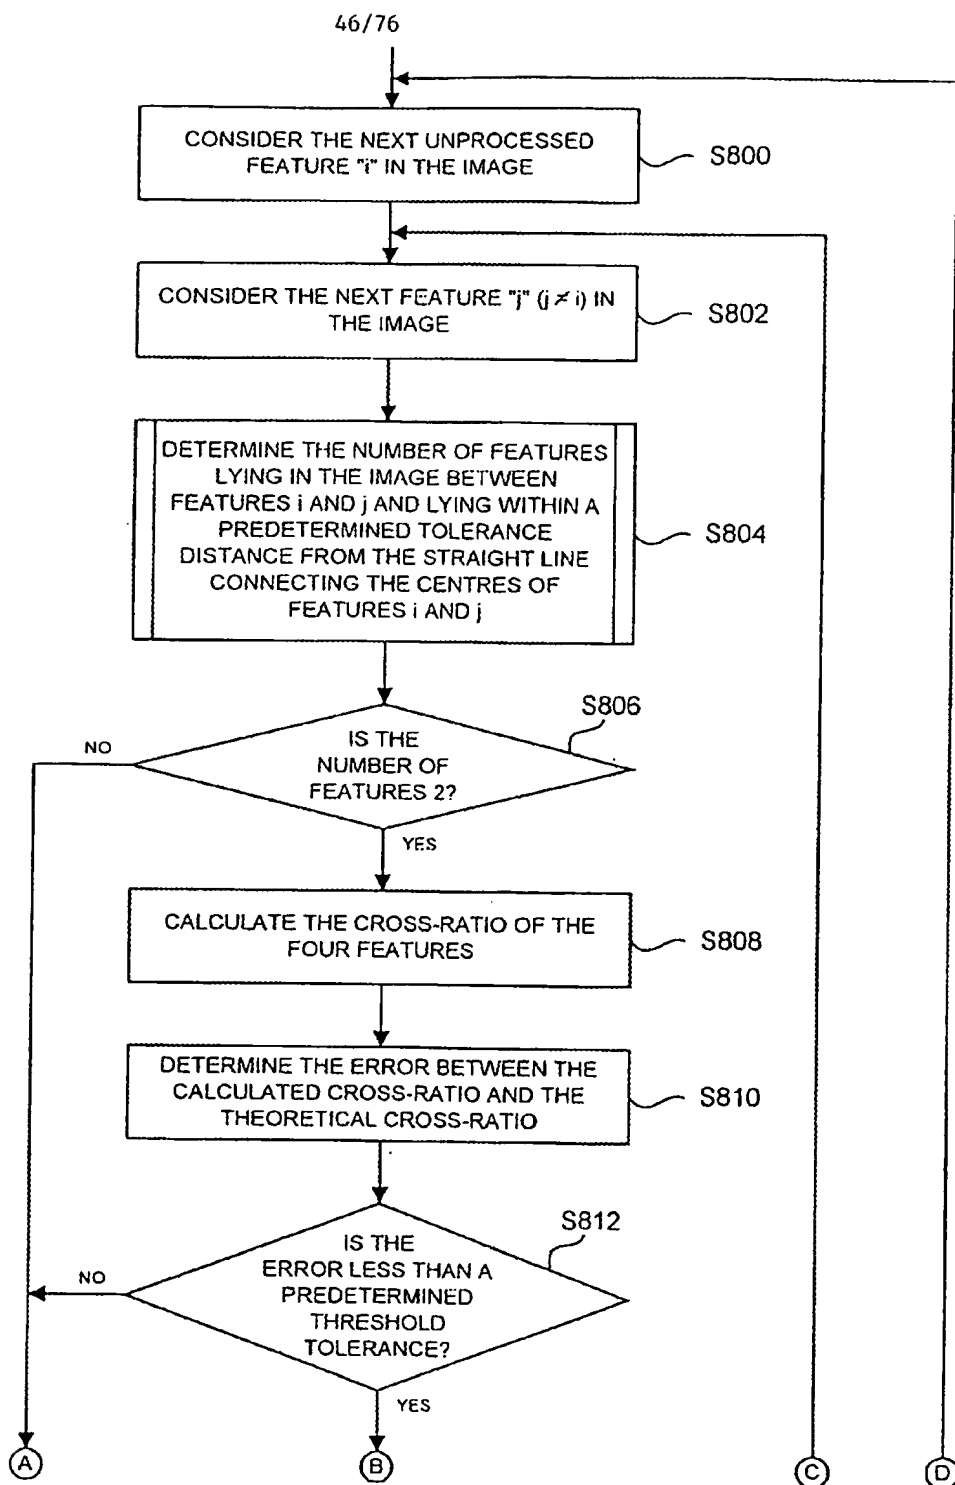 46/76
CONSIDER THE NEXT UNPROCESSED
FEATURE "i" IN THE IMAGE
S800
CONSIDER THE NEXT FEATURE "j" (j ≠ i) IN
THE IMAGE
S802
DETERMINE THE NUMBER OF FEATURES
LYING IN THE IMAGE BETWEEN
FEATURES i AND j AND LYING WITHIN A
PREDETERMINED TOLERANCE
DISTANCE FROM THE STRAIGHT LINE
CONNECTING THE CENTRES OF
FEATURES i AND j
S804
S806
IS THE
NUMBER OF
FEATURES 2?
NO
YES
CALCULATE THE CROSS-RATIO OF THE
FOUR FEATURES
S808
DETERMINE THE ERROR BETWEEN THE
CALCULATED CROSS-RATIO AND THE
THEORETICAL CROSS-RATIO
S810
S812
IS THE
ERROR LESS THAN A
PREDETERMINED
THRESHOLD
TOLERANCE?
NO
YES
A
B
C
D